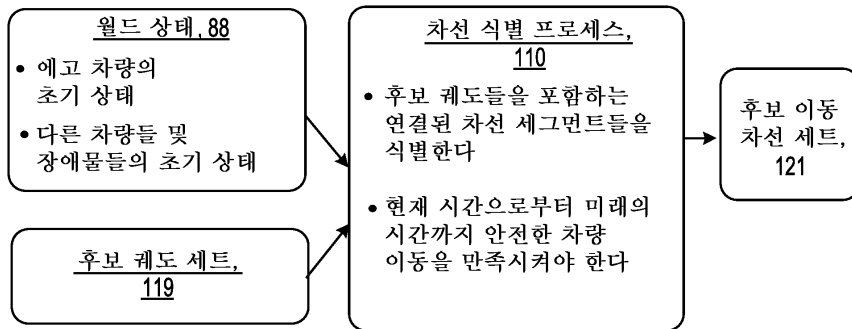 월드 상태, 88
• 에고 차량의
초기 상태
• 다른 차량들 및
장애물들의 초기 상태
후보 궤도 세트,
119
차선 식별 프로세스,
110
• 후보 궤도들을 포함하는
연결된 차선 세그먼트들을
식별한다
• 현재 시간으로부터 미래의
시간까지 안전한 차량
이동을 만족시켜야 한다
후보 이동
차선 세트,
121